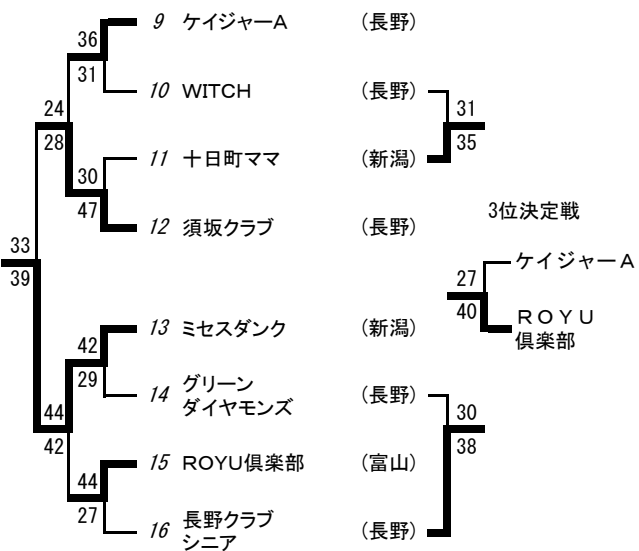 9 ケイジャーA (長野)
36
31
10 WITCH (長野)
31
35
24
28
11 十日町ママ (新潟)
30
47
12 須坂クラブ (長野)
3位決定戦
33
39
ケイジャーA
27
40
ROYU
倶楽部
13 ミセスダンク (新潟)
42
29
14 グリーン
ダイヤモンズ (長野)
30
38
44
42
15 ROYU倶楽部 (富山)
44
27
16 長野クラブ
シニア (長野)